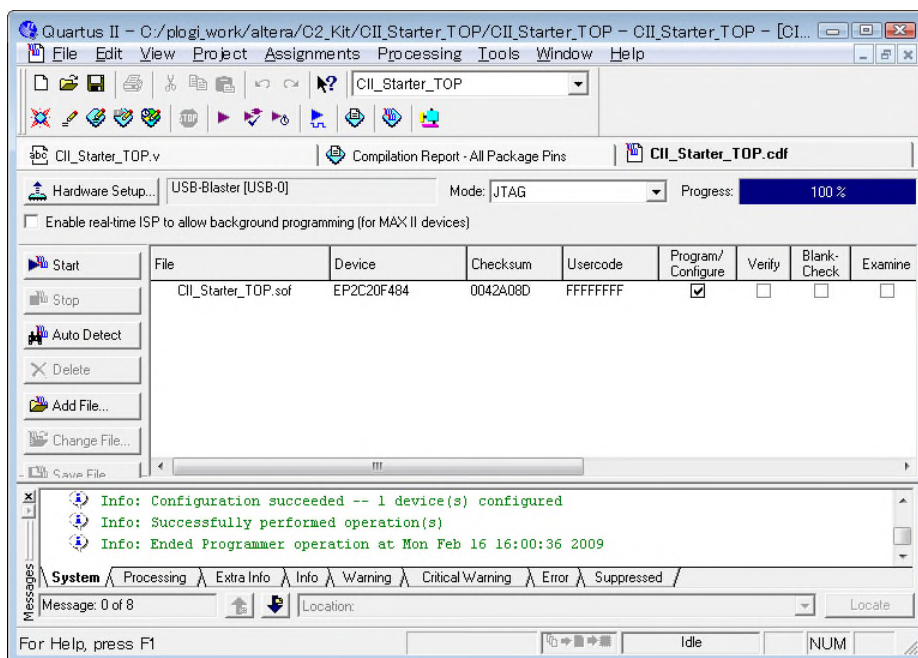 Quartus II - C:/plogi_work/altera/C2_Kit/CII_Starter_TOP/CII_Starter_TOP - CII_Starter_TOP - [CI...
File Edit View Project Assignments Processing Tools Window Help
CII_Starter_TOP
STOP
abc CII_Starter_TOP.v Compilation Report - All Package Pins CII_Starter_TOP.cdf
Hardware Setup... USB-Blaster [USB-0] Mode: JTAG Progress: 100 %
Enable real-time ISP to allow background programming (for MAX II devices)
Start File Device Checksum Usercode Program/Configure Verify Blank-Check Examine
CII_Starter_TOP.sof EP2C20F484 0042A08D FFFFFFFF
Stop
Auto Detect
Delete
Add File...
Change File...
Save File
Info: Configuration succeeded -- 1 device(s) configured
Info: Successfully performed operation(s)
Info: Ended Programmer operation at Mon Feb 16 16:00:36 2009
Messages
System Processing Extra Info Info Warning Critical Warning Error Suppressed
Message: 0 of 8 Location: Locate
For Help, press F1 Idle NUM